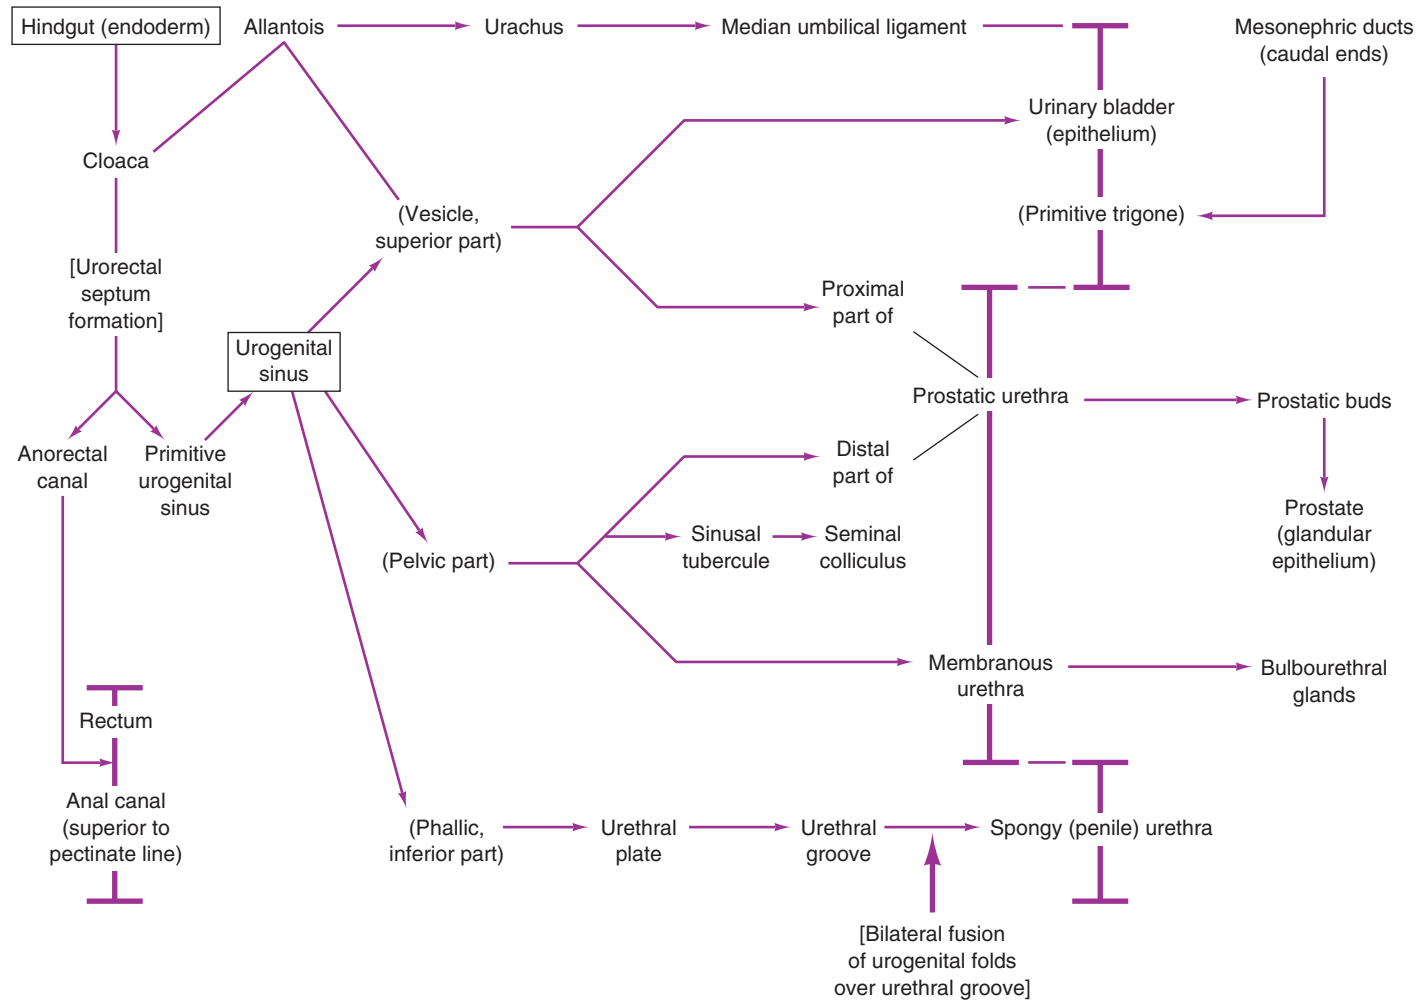 Hindgut (endoderm)
Allantois
Urachus
Median umbilical ligament
Mesonephric ducts
(caudal ends)
Cloaca
Urinary bladder
(epithelium)
(Vesicle,
superior part)
(Primitive trigone)
[Urorectal
septum
formation]
Proximal
part of
Urogenital
sinus
Prostatic urethra
Prostatic buds
Anorectal
canal
Primitive
urogenital
sinus
Distal
part of
Prostate
(glandular
epithelium)
(Pelvic part)
Sinusal
tubercule
Seminal
colliculus
Membranous
urethra
Bulbourethral
glands
Rectum
Anal canal
(superior to
pectinate line)
(Phallic,
inferior part)
Urethral
plate
Urethral
groove
Spongy (penile) urethra
[Bilateral fusion
of urogenital folds
over urethral groove]